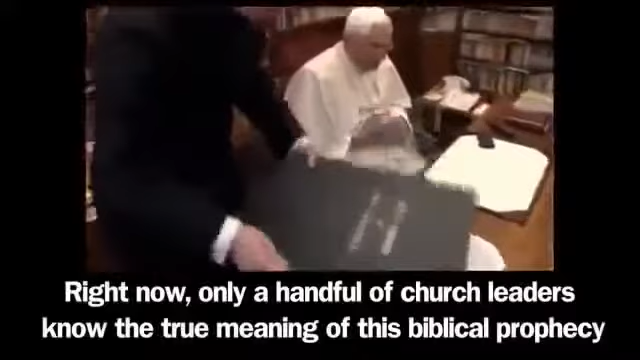 Right now, only a handful of church leaders
know the true meaning of this biblical prophecy